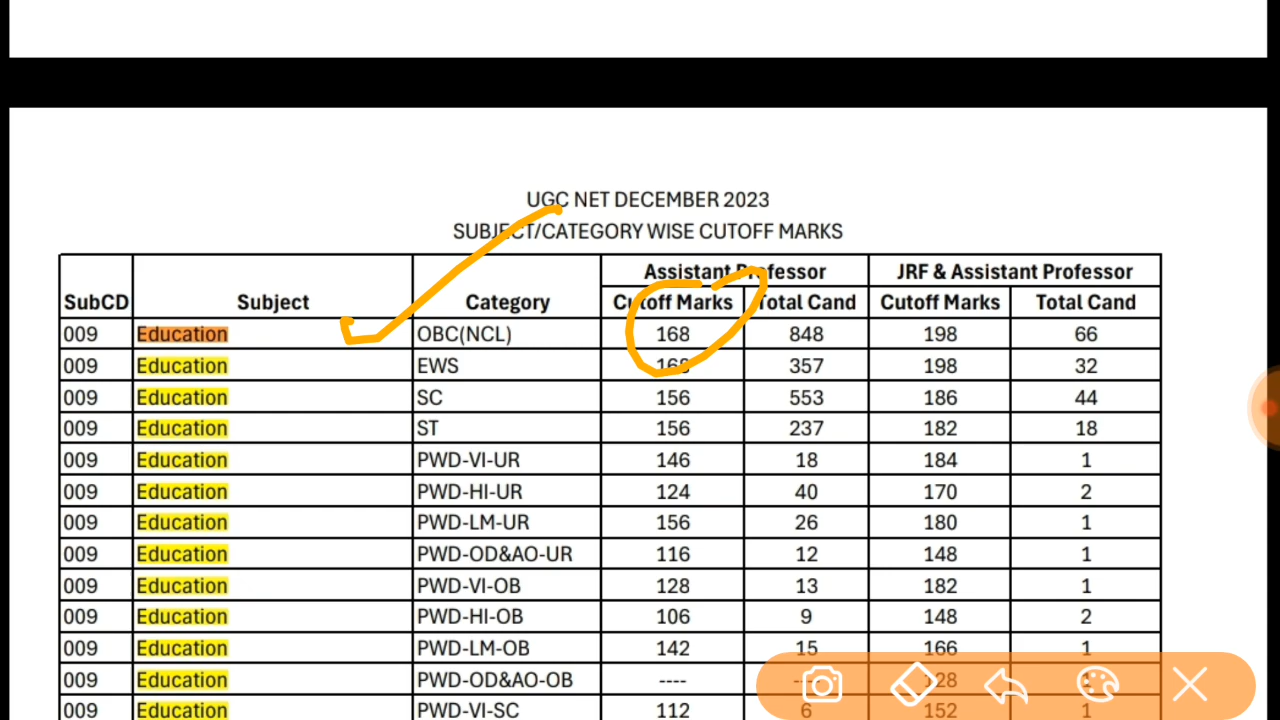 UGC NET DECEMBER 2023
SUBJECT/CATEGORY WISE CUTOFF MARKS
Assistant Professor JRF & Assistant Professor
SubCD Subject Category Cutoff Marks Total Cand Cutoff Marks Total Cand
009 Education OBC(NCL) 168 848 198 66
009 Education EWS 168 357 198 32
009 Education SC 156 553 186 44
009 Education ST 156 237 182 18
009 Education PWD-VI-UR 146 18 184 1
009 Education PWD-HI-UR 124 40 170 2
009 Education PWD-LM-UR 156 26 180 1
009 Education PWD-OD&AO-UR 116 12 148 1
009 Education PWD-VI-OB 128 13 182 1
009 Education PWD-HI-OB 106 9 148 2
009 Education PWD-LM-OB 142 15 166 1
009 Education PWD-OD&AO-OB ---- ---- 128 1
009 Education PWD-VI-SC 112 6 152 1